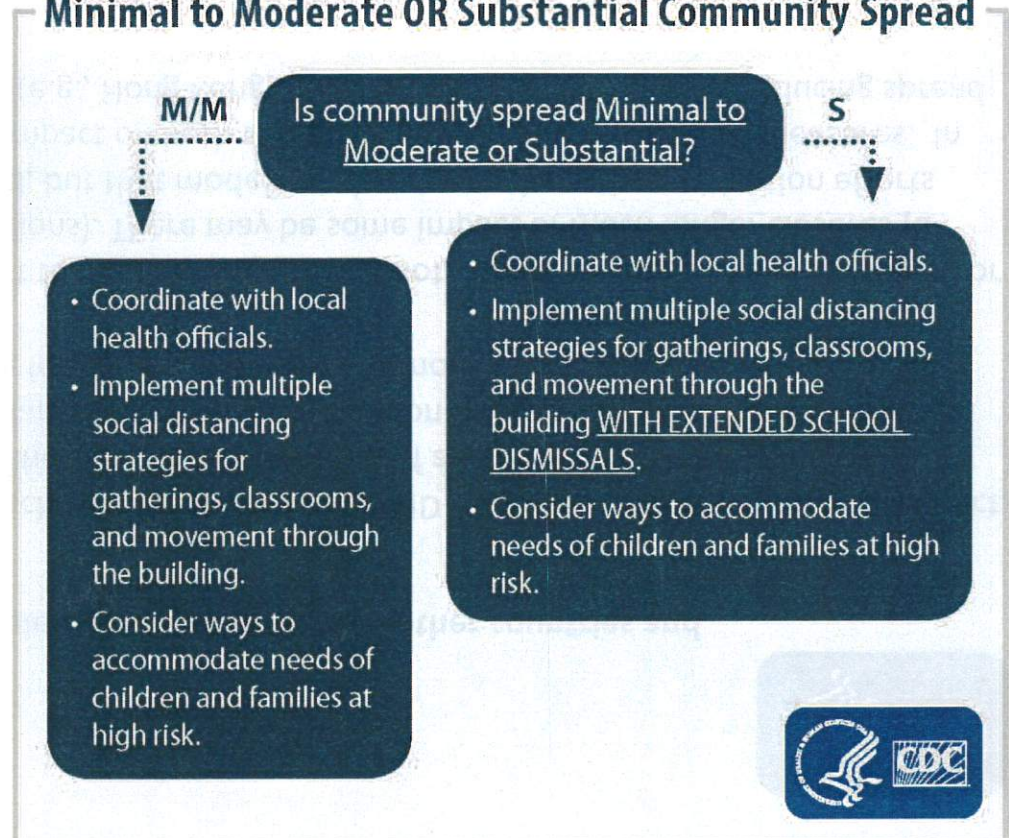 Minimal to Moderate OR Substantial Community Spread
M/M
Is community spread Minimal to
Moderate or Substantial?
S
• Coordinate with local
health officials.
• Implement multiple
social distancing
strategies for
gatherings, classrooms,
and movement through
the building.
• Consider ways to
accommodate needs of
children and families at
high risk.
• Coordinate with local health officials.
• Implement multiple social distancing
strategies for gatherings, classrooms,
and movement through the
building WITH EXTENDED SCHOOL
DISMISSALS.
• Consider ways to accommodate
needs of children and families at high
risk.
CDC